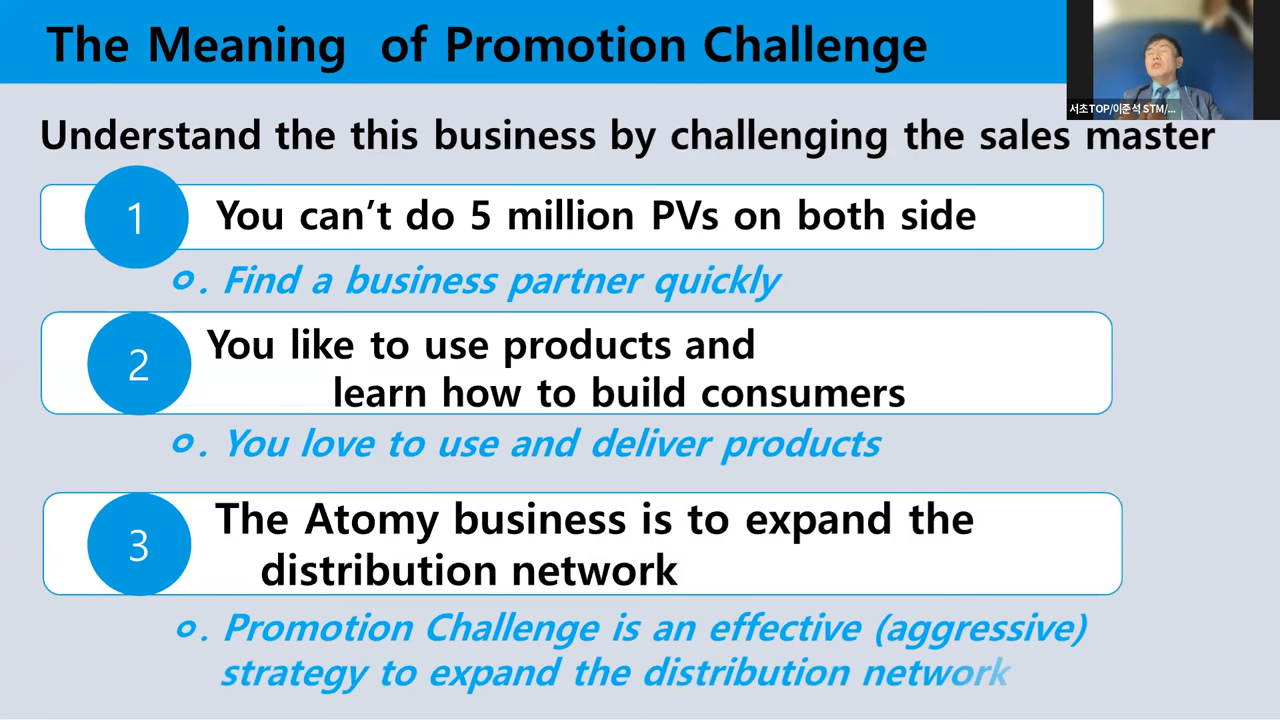 The Meaning of Promotion Challenge
서초TOP/이준석 STM/...
Understand the this business by challenging the sales master
1
You can't do 5 million PVs on both side
o. Find a business partner quickly
2
You like to use products and
learn how to build consumers
o. You love to use and deliver products
3
The Atomy business is to expand the
distribution network
o. Promotion Challenge is an effective (aggressive)
strategy to expand the distribution network